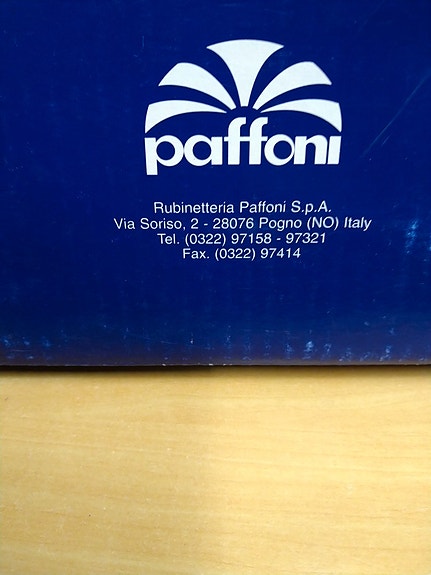 paffoni
Rubinetteria Paffoni S.p.A.
Via Soriso, 2 - 28076 Pogno (NO) Italy
Tel. (0322) 97158 - 97321
Fax. (0322) 97414